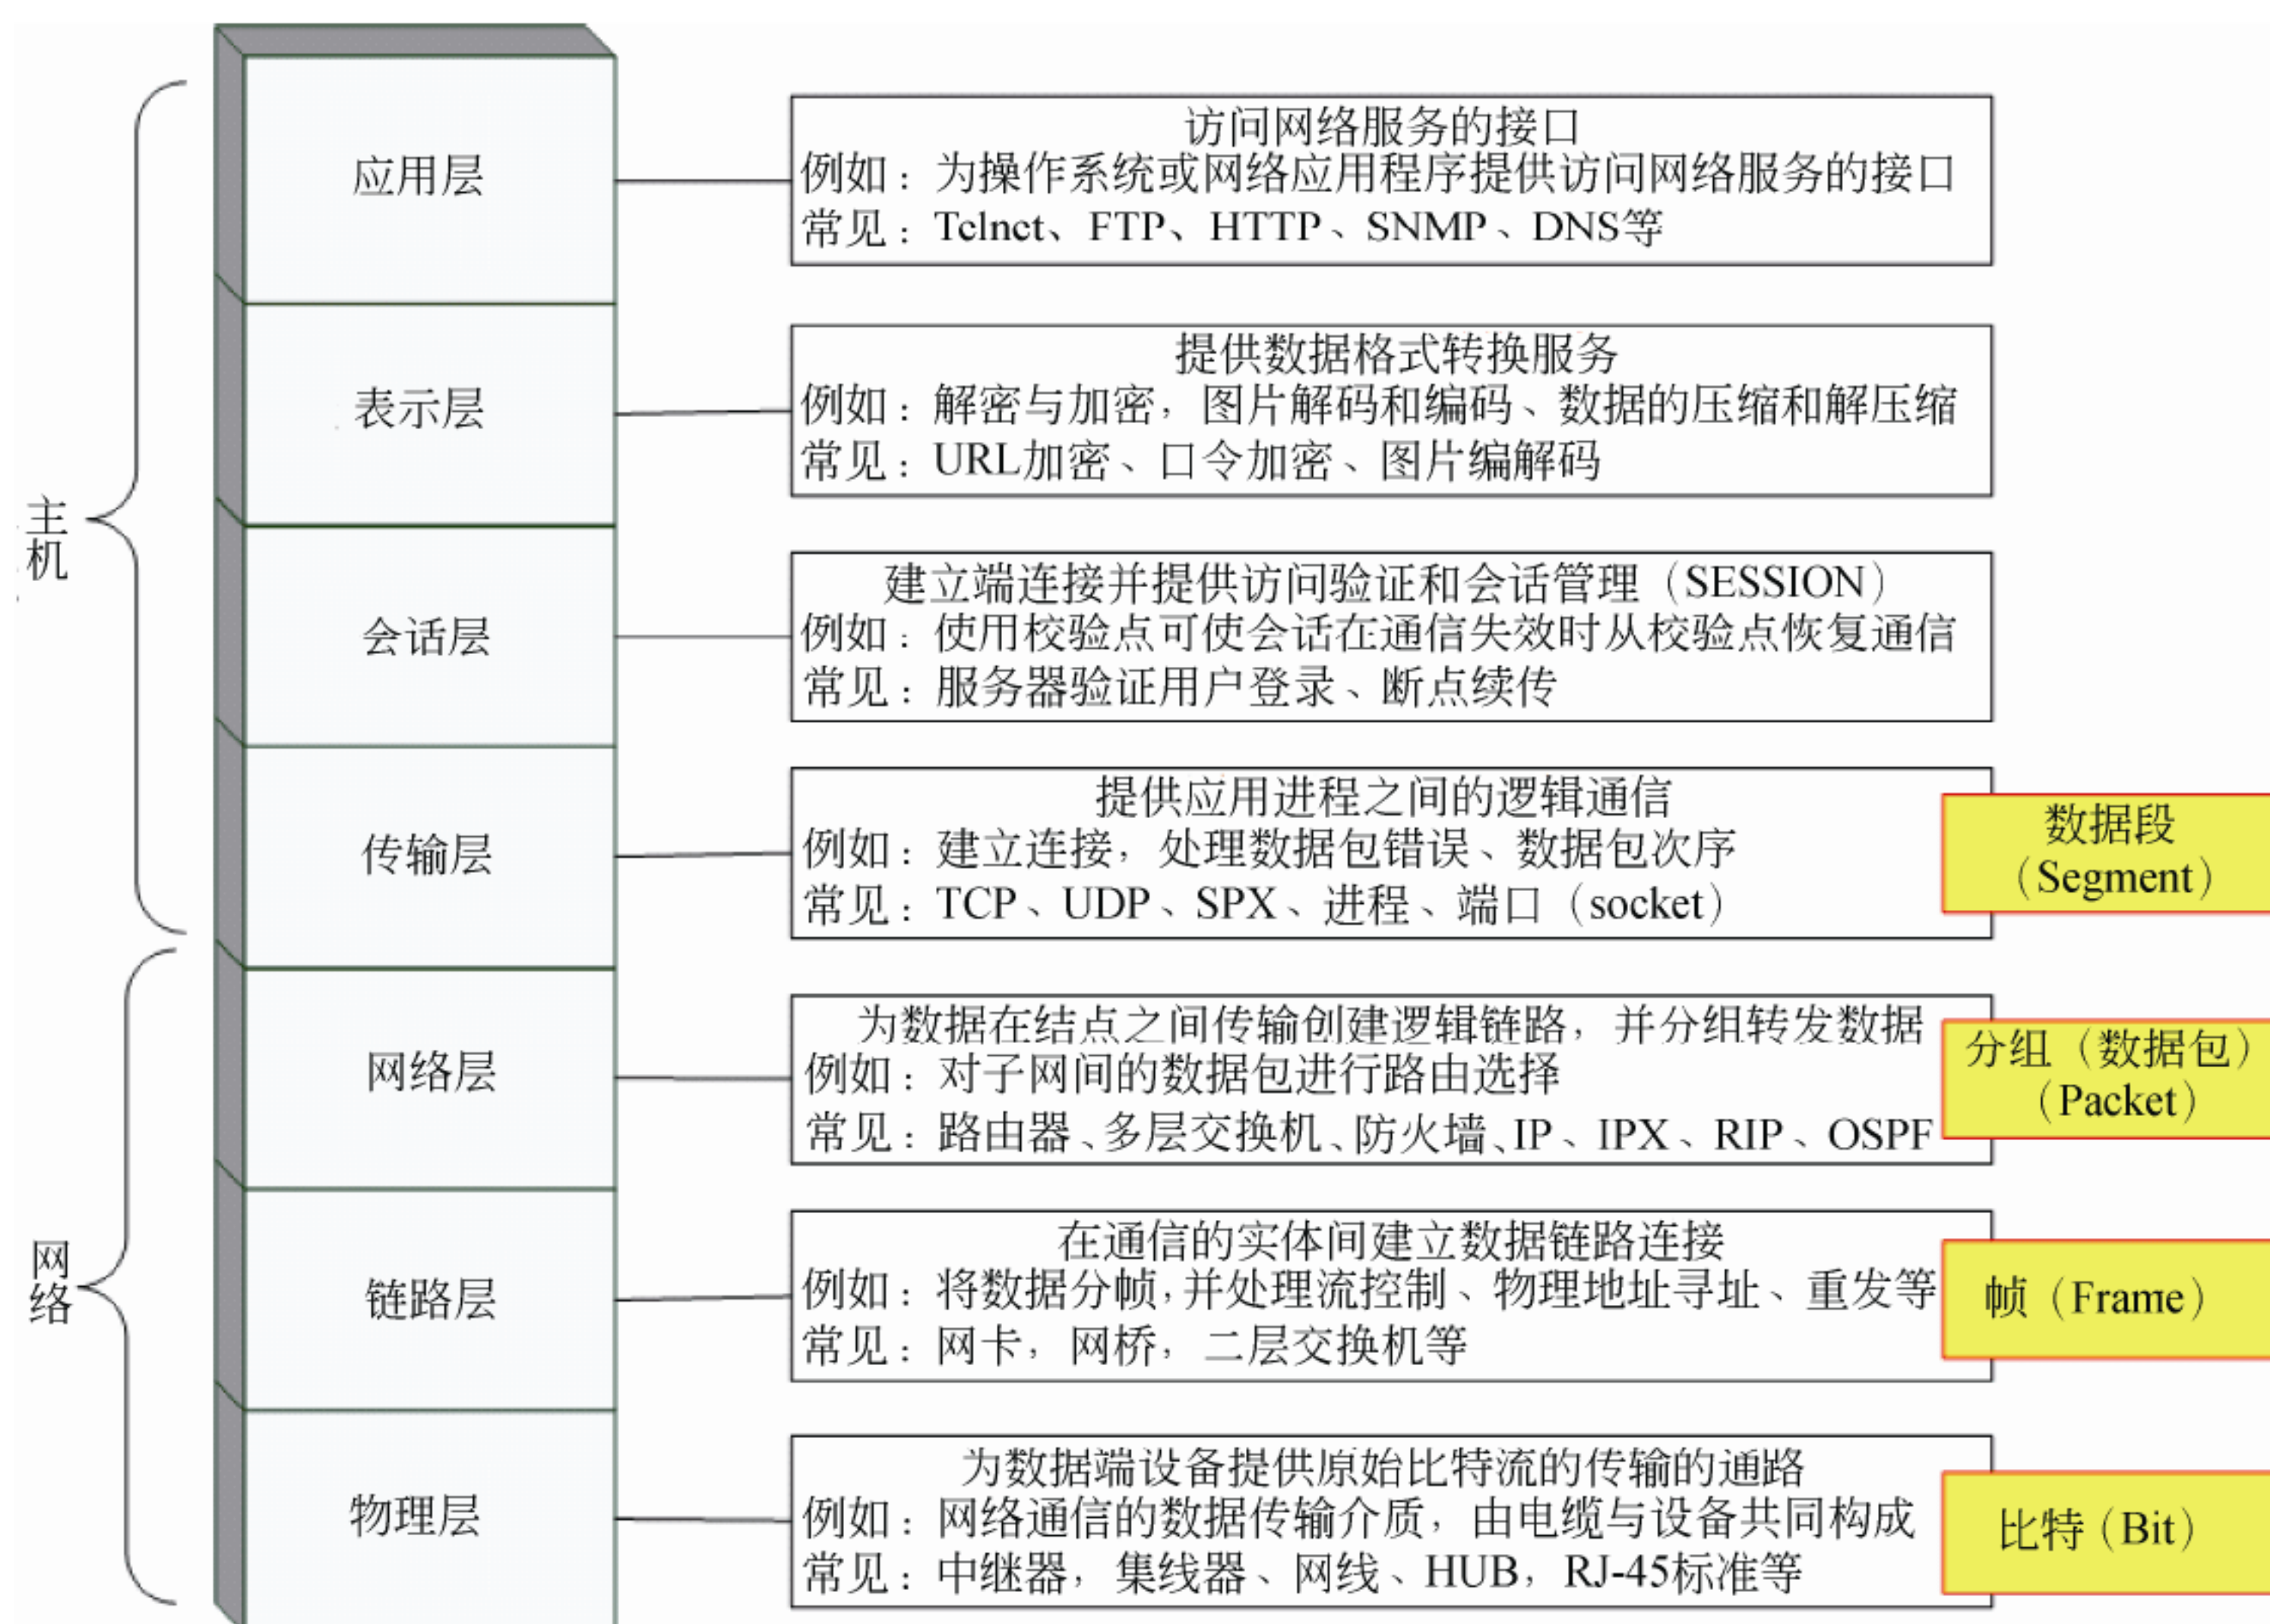 主机
应用层
访问网络服务的接口
例如：为操作系统或网络应用程序提供访问网络服务的接口
常见：Telnet、FTP、HTTP、SNMP、DNS等
表示层
提供数据格式转换服务
例如：解密与加密，图片解码和编码、数据的压缩和解压缩
常见：URL加密、口令加密、图片编解码
会话层
建立端连接并提供访问验证和会话管理（SESSION）
例如：使用校验点可使会话在通信失效时从校验点恢复通信
常见：服务器验证用户登录、断点续传
传输层
提供应用进程之间的逻辑通信
例如：建立连接，处理数据包错误、数据包次序
常见：TCP、UDP、SPX、进程、端口（socket）
数据段
（Segment）
网络
网络层
为数据在结点之间传输创建逻辑链路，并分组转发数据
例如：对子网间的数据包进行路由选择
常见：路由器、多层交换机、防火墙、IP、IPX、RIP、OSPF
分组（数据包）
（Packet）
链路层
在通信的实体间建立数据链路连接
例如：将数据分帧，并处理流控制、物理地址寻址、重发等
常见：网卡，网桥，二层交换机等
帧（Frame）
物理层
为数据端设备提供原始比特流的传输的通路
例如：网络通信的数据传输介质，由电缆与设备共同构成
常见：中继器，集线器、网线、HUB，RJ-45标准等
比特（Bit）